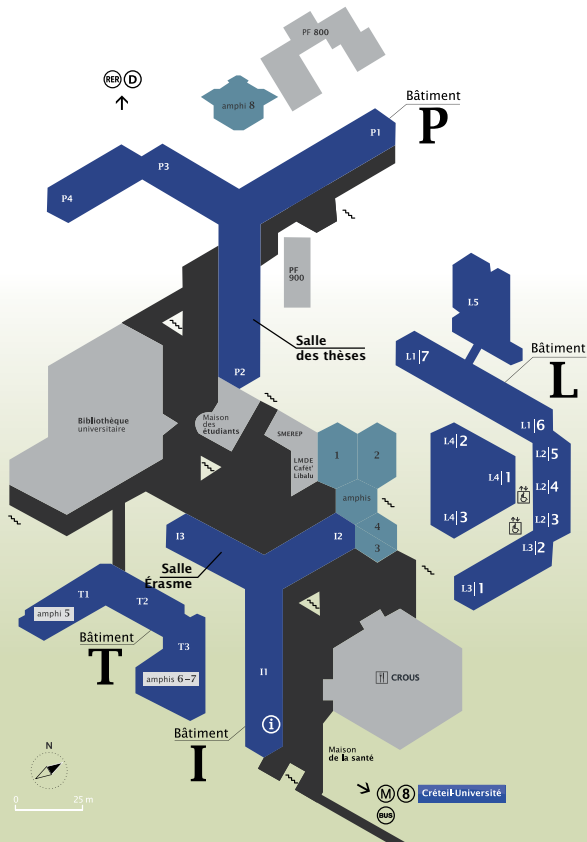 PF 800
RER D
amphi 8
Bâtiment
P
P1
P3
P4
PF
900
L5
Salle
des thèses
L1|7
Bâtiment
L
P2
Bibliothèque
universitaire
Maison
des
étudiants
SMEREP
LMDE
Cafet'
Libalu
1
2
amphis
4
3
L1|6
L4|2
L2|5
L4|1
L2|4
L4|3
L2|3
L3|2
L3|1
I3
I2
Salle
Érasme
T1
T2
amphi 5
Bâtiment
T
T3
amphis 6–7
I1
CROUS
i
Bâtiment
I
Maison
de la santé
N
0 25 m
M 8 Créteil-Université
BUS